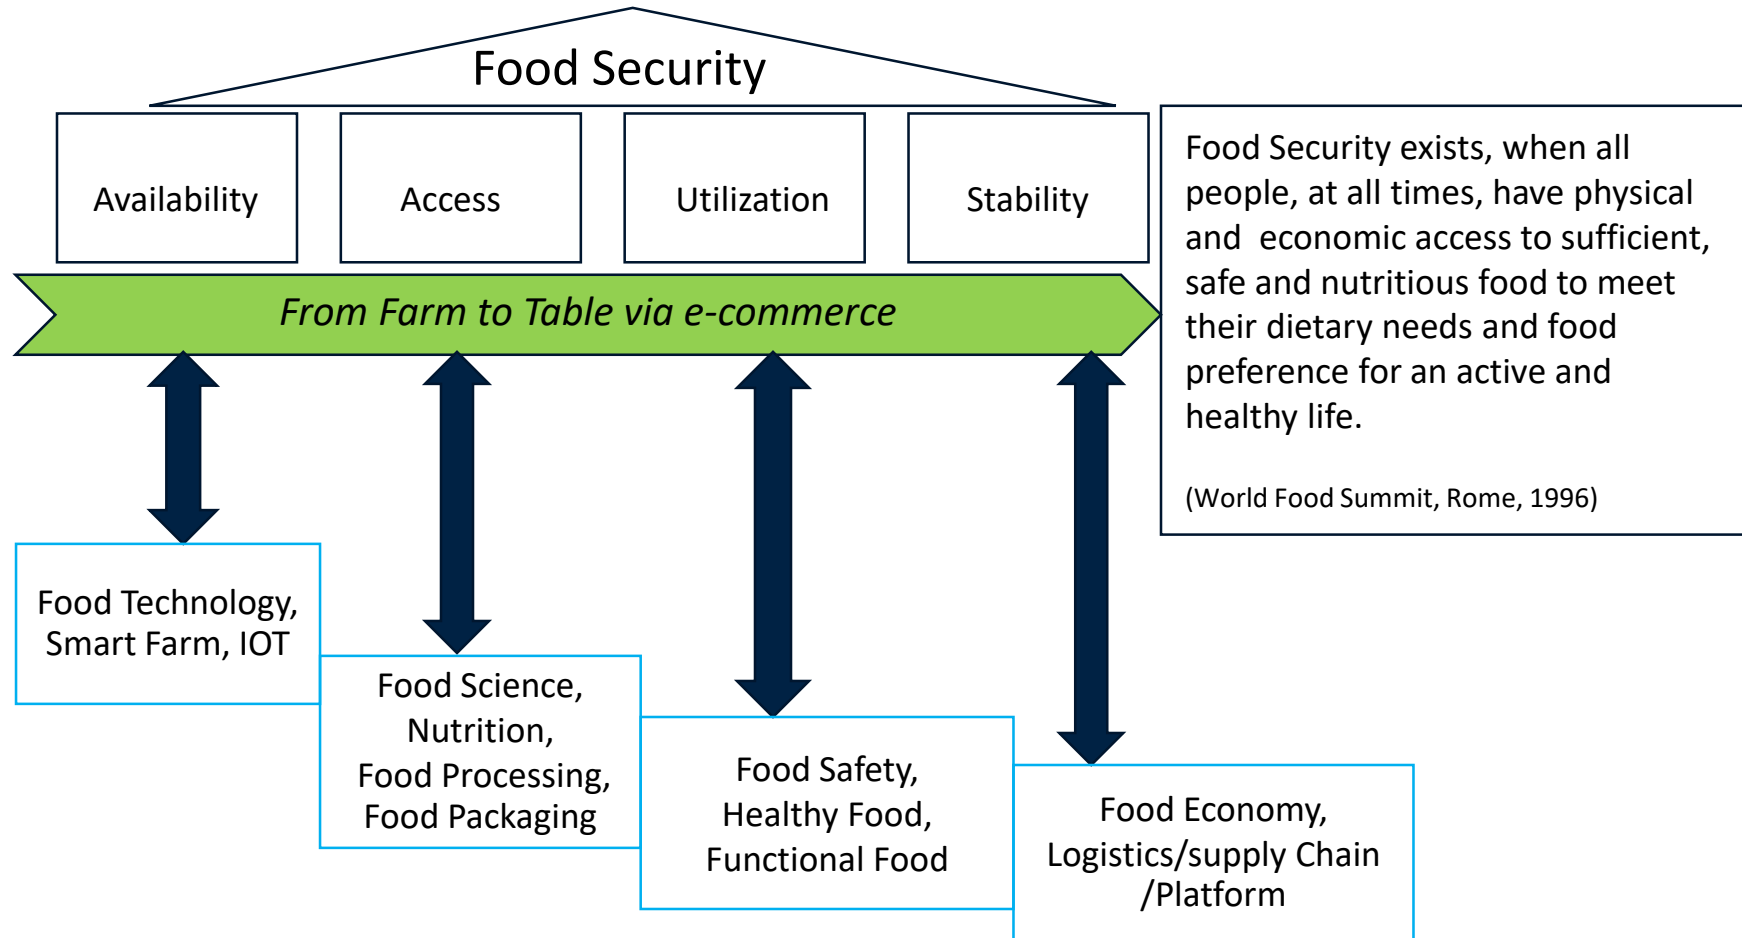 Food Security
Availability
Access
Utilization
Stability
From Farm to Table via e-commerce
Food Security exists, when all
people, at all times, have physical
and  economic access to sufficient,
safe and nutritious food to meet
their dietary needs and food
preference for an active and
healthy life.
(World Food Summit, Rome, 1996)
Food Technology,
Smart Farm, IOT
Food Science,
Nutrition,
Food Processing,
Food Packaging
Food Safety,
Healthy Food,
Functional Food
Food Economy,
Logistics/supply Chain
/Platform